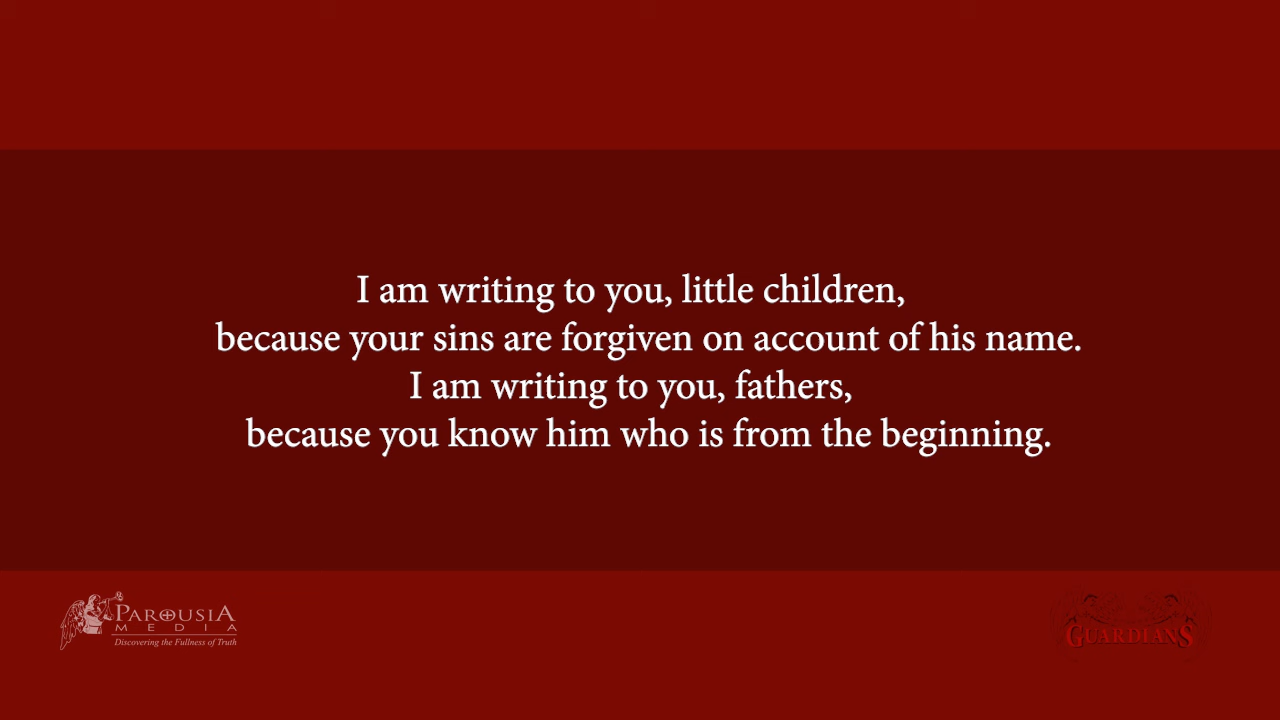 I am writing to you, little children,
because your sins are forgiven on account of his name.
I am writing to you, fathers,
because you know him who is from the beginning.
PAROUSIA
MEDIA
Discovering the Fullness of Truth
GUARDIANS